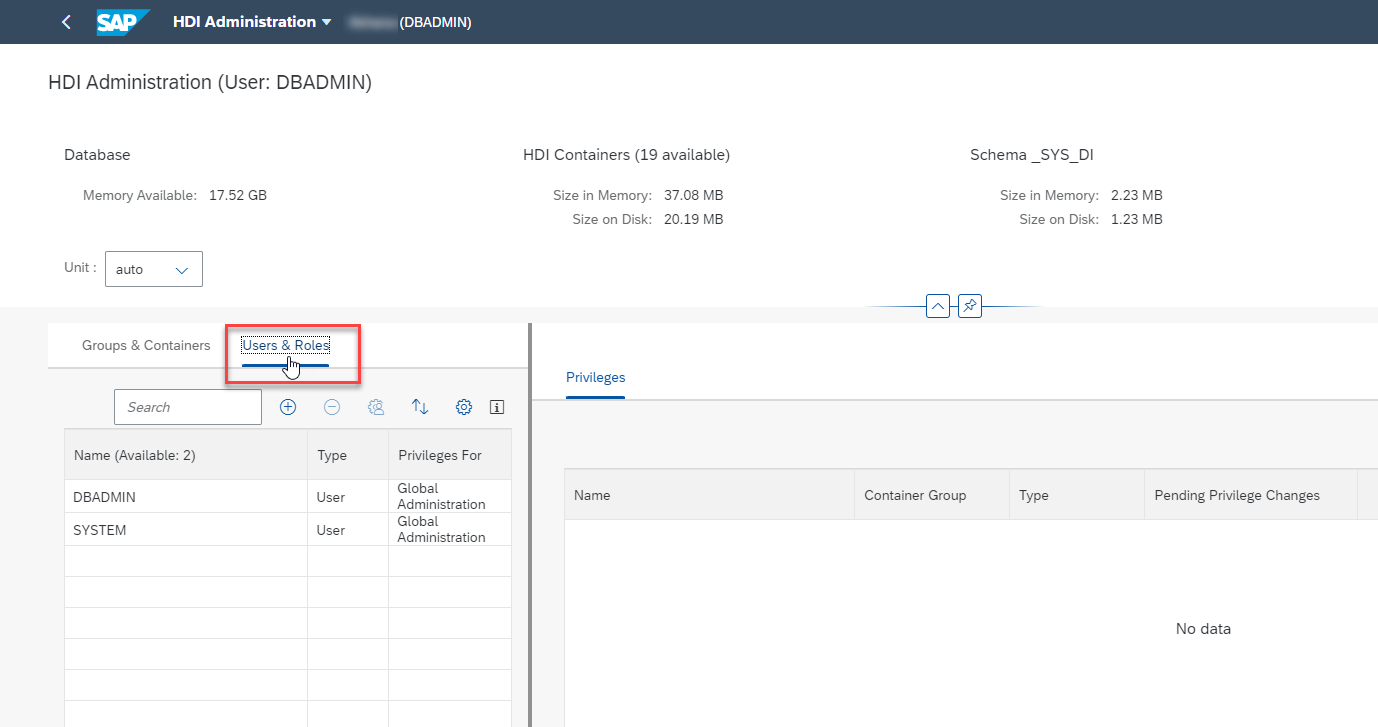 SAP HDI Administration (DBADMIN)
HDI Administration (User: DBADMIN)
Database
Memory Available: 17.52 GB
HDI Containers (19 available)
Size in Memory: 37.08 MB
Size on Disk: 20.19 MB
Schema _SYS_DI
Size in Memory: 2.23 MB
Size on Disk: 1.23 MB
Unit : auto
Groups & Containers Users & Roles
Search
Name (Available: 2) Type Privileges For
DBADMIN User Global
Administration
SYSTEM User Global
Administration
Privileges
Name Container Group Type Pending Privilege Changes
No data